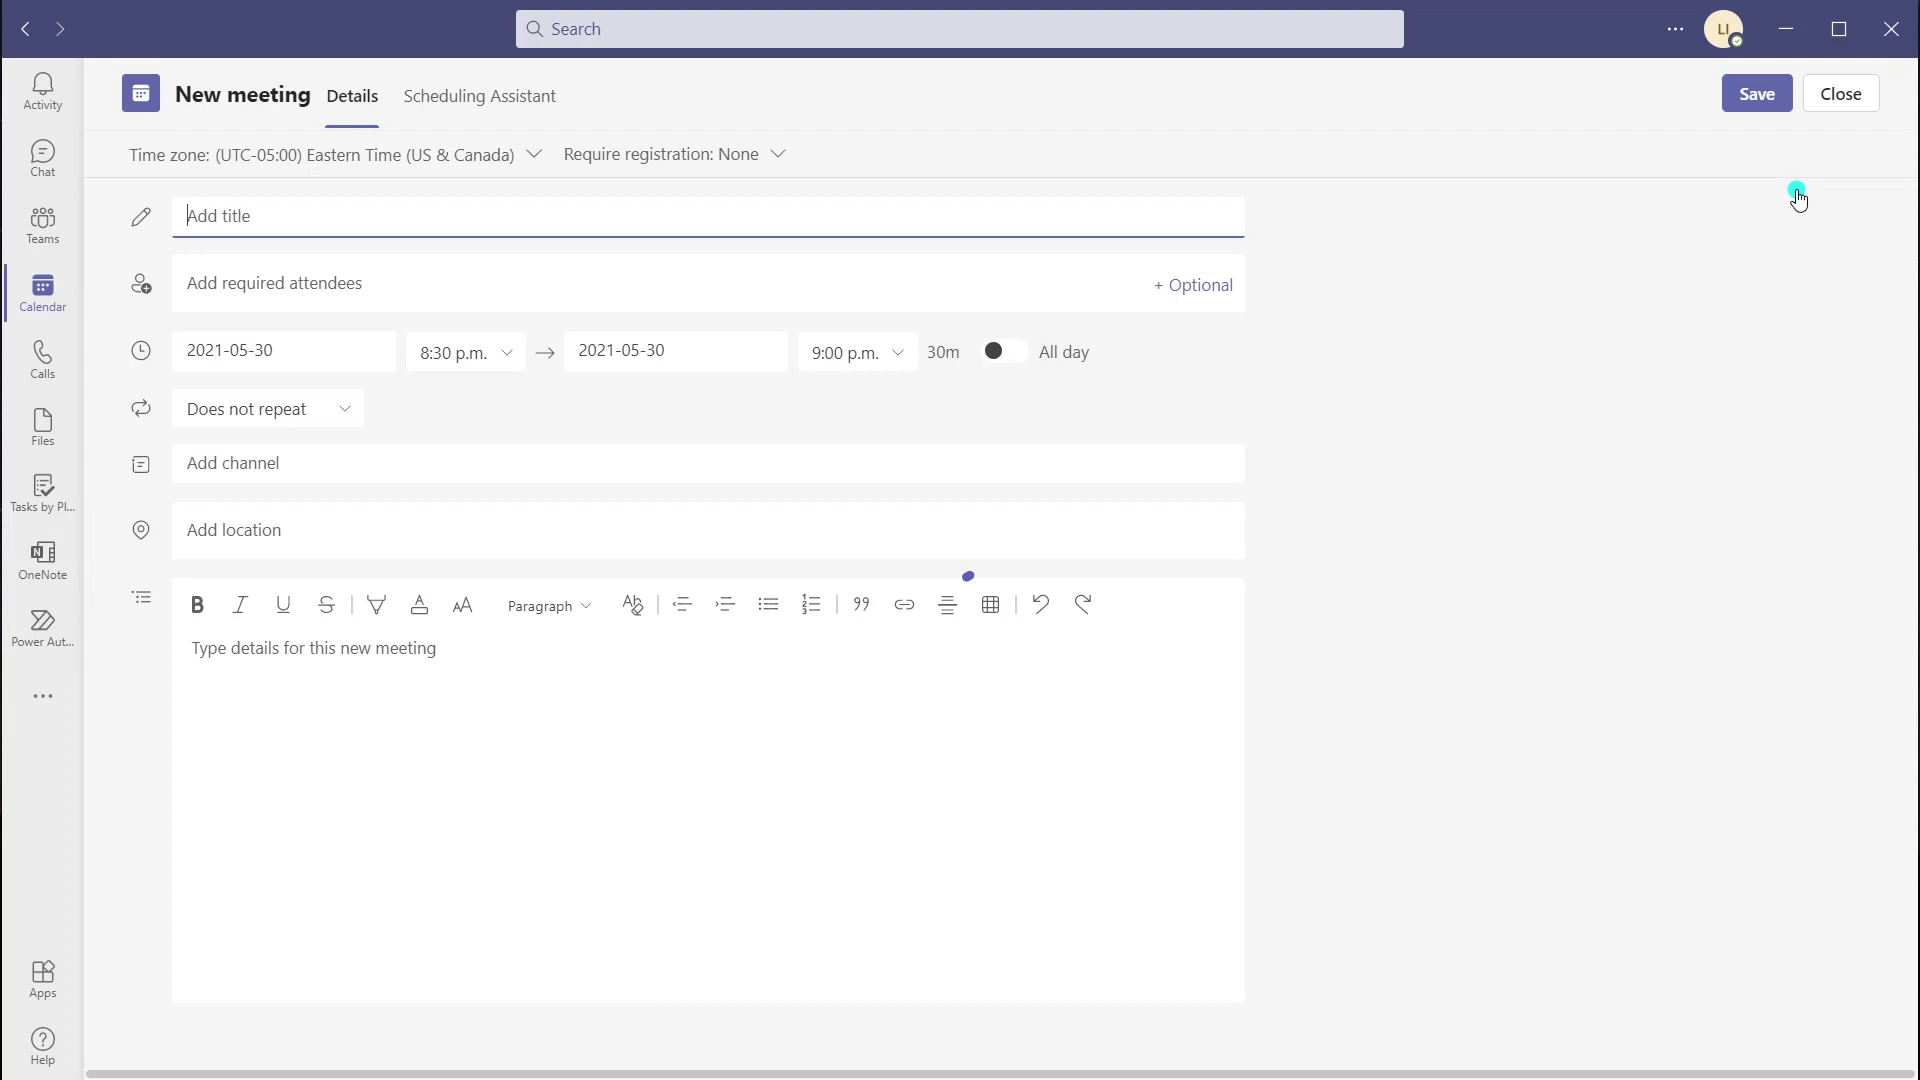 Search
LI
Activity
Chat
Teams
Calendar
Calls
Files
Tasks by Pl...
OneNote
Power Aut...
Apps
Help
New meeting Details Scheduling Assistant
Save Close
Time zone: (UTC-05:00) Eastern Time (US & Canada) Require registration: None
Add title
Add required attendees + Optional
2021-05-30 8:30 p.m. → 2021-05-30 9:00 p.m. 30m All day
Does not repeat
Add channel
Add location
Paragraph
Type details for this new meeting